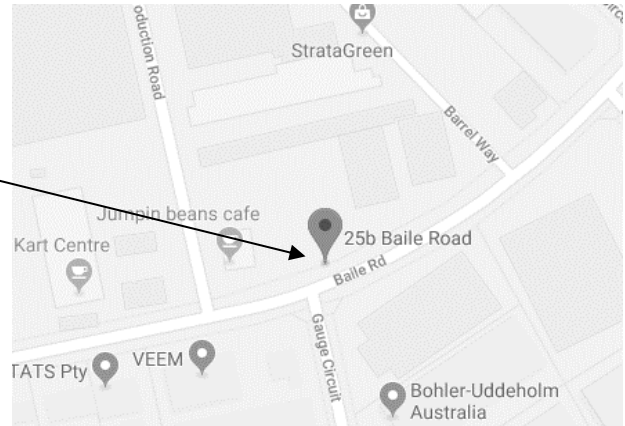 oduction Road
StrataGreen
Barrel Way
Jumpin beans cafe
Kart Centre
25b Baile Road
Baile Rd
Gauge Circuit
TATS Pty
VEEM
Bohler-Uddeholm
Australia